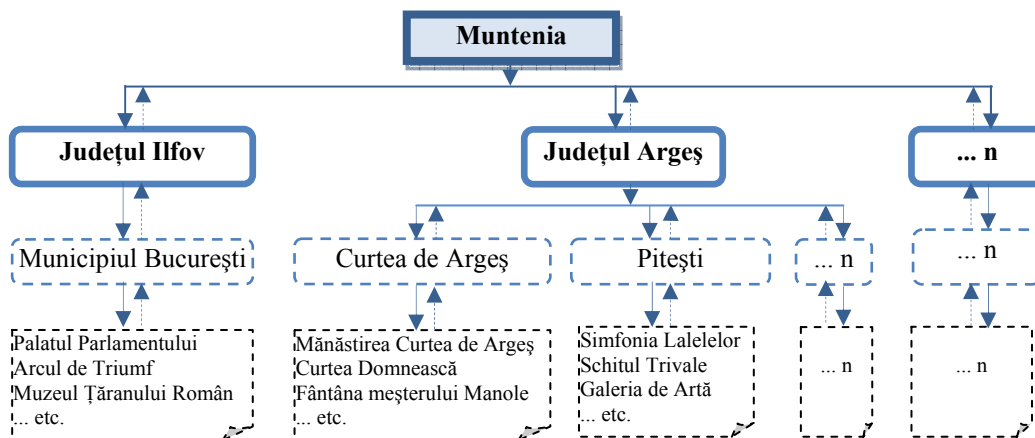 Muntenia
Județul Ilfov
Județul Argeş
... n
Municipiul Bucureşti
Curtea de Argeş
Piteşti
... n
... n
Palatul Parlamentului
Arcul de Triumf
Muzeul Țăranului Român
... etc.
Mănăstirea Curtea de Argeş
Curtea Domnească
Fântâna meşterului Manole
... etc.
Simfonia Lalelelor
Schitul Trivale
Galeria de Artă
... etc.
... n
... n